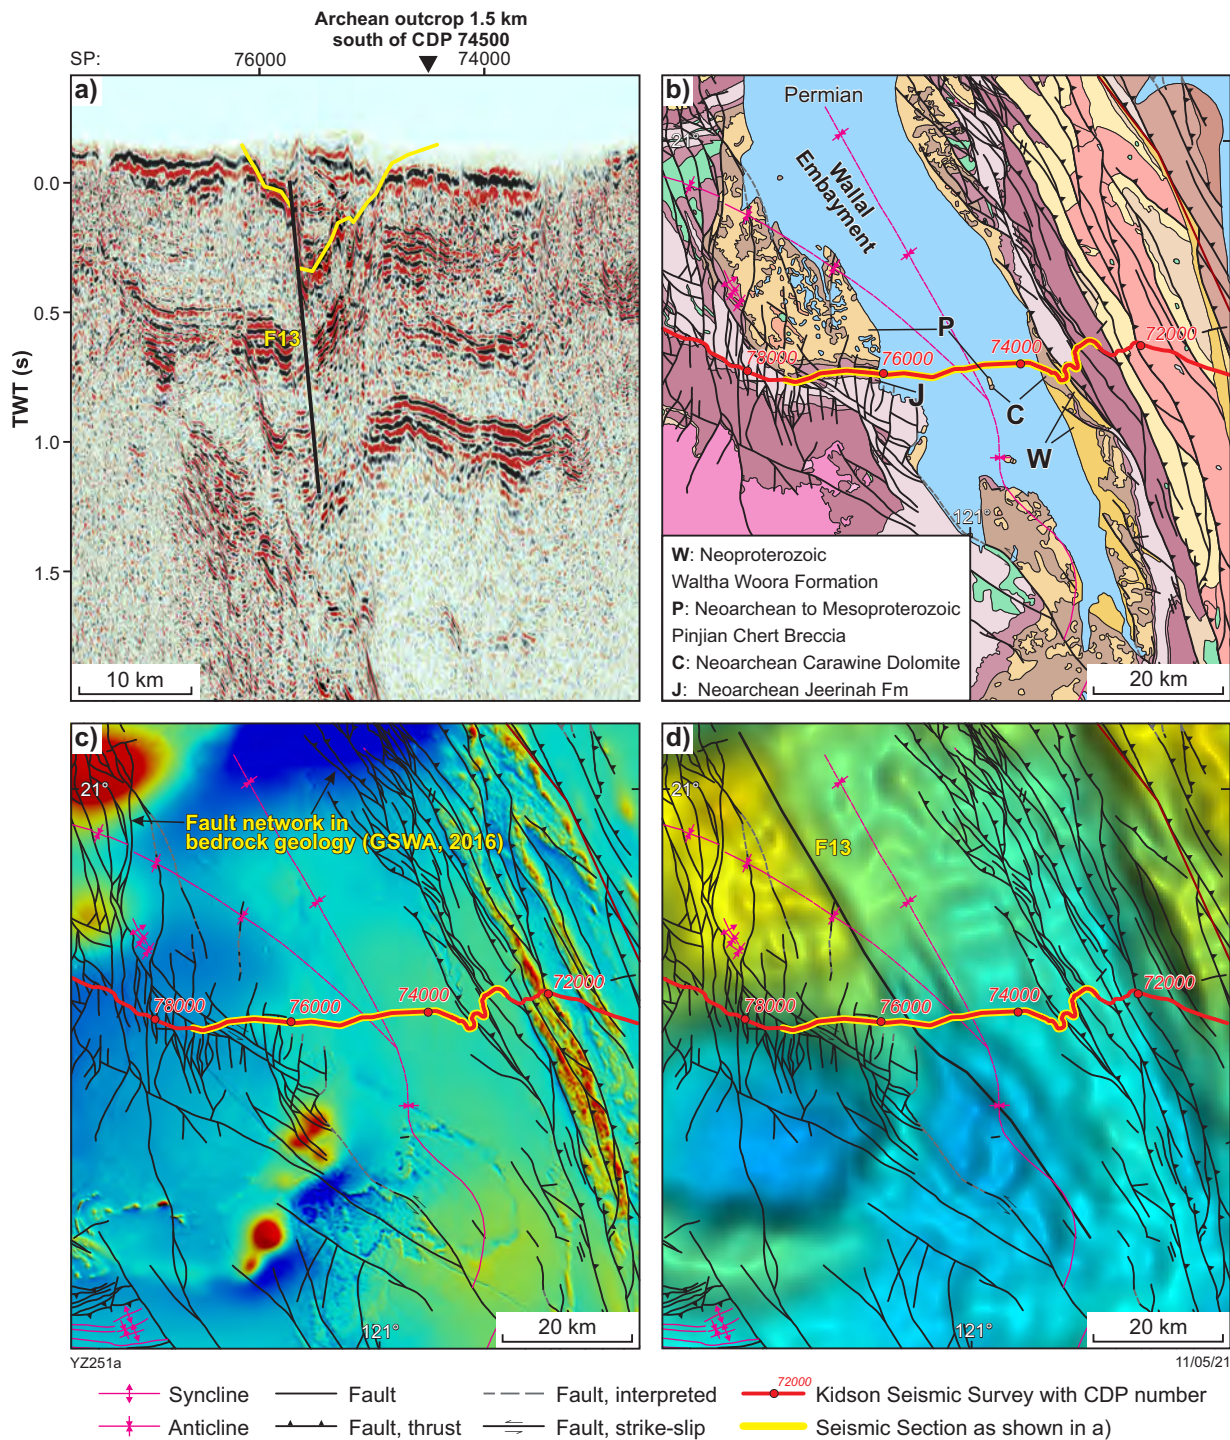 Archean outcrop 1.5 km
south of CDP 74500
SP:
76000
74000
a)
0.0
0.5
1.0
1.5
TWT (s)
F13
10 km
b)
Permian
21°
Wallal
Embayment
P
78000
76000
74000
72000
J
C
W
121°
W: Neoproterozoic
Waltha Woora Formation
P: Neoarchean to Mesoproterozoic
Pinjian Chert Breccia
C: Neoarchean Carawine Dolomite
J: Neoarchean Jeerinah Fm
20 km
c)
21°
Fault network in
bedrock geology (GSWA, 2016)
78000
76000
74000
72000
121°
20 km
d)
21°
F13
78000
76000
74000
72000
121°
20 km
YZ251a
11/05/21
Syncline
Fault
Fault, interpreted
72000
Kidson Seismic Survey with CDP number
Anticline
Fault, thrust
Fault, strike-slip
Seismic Section as shown in a)